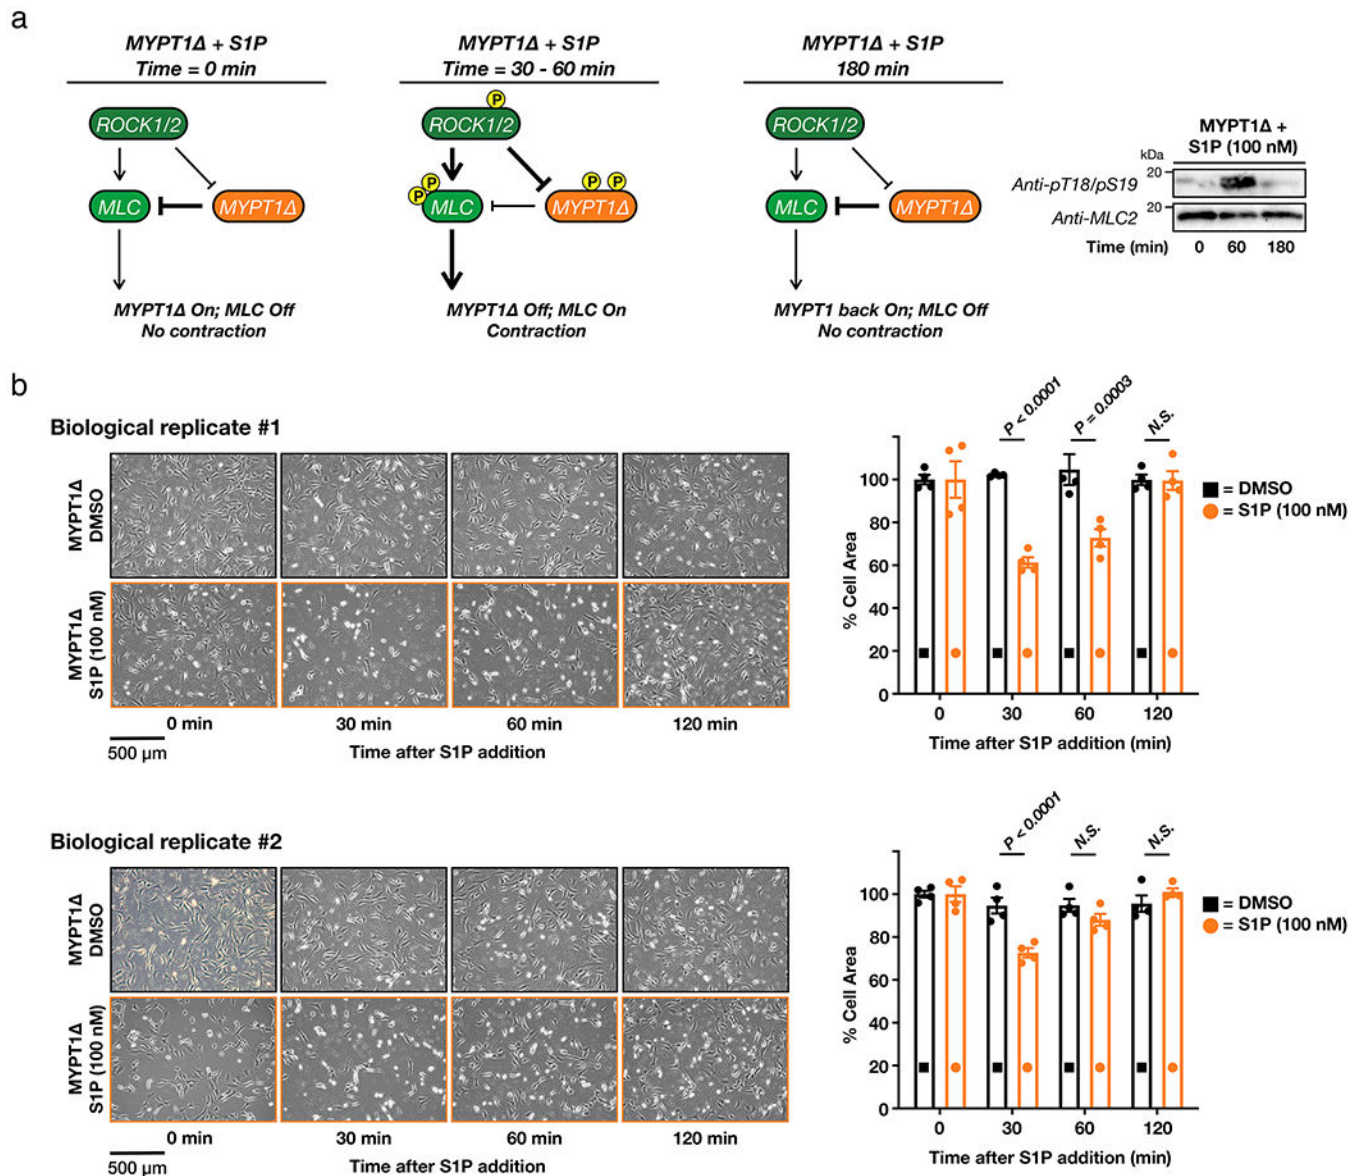 a
MYPT1Δ + S1P
Time = 0 min
ROCK1/2
MLC
MYPT1Δ
MYPT1Δ On; MLC Off
No contraction
MYPT1Δ + S1P
Time = 30 - 60 min
P
ROCK1/2
P
P
P
P
MLC
MYPT1Δ
MYPT1Δ Off; MLC On
Contraction
MYPT1Δ + S1P
180 min
ROCK1/2
MLC
MYPT1Δ
MYPT1 back On; MLC Off
No contraction
MYPT1Δ +
S1P (100 nM)
kDa
20
Anti-pT18/pS19
20
Anti-MLC2
Time (min) 0 60 180
b
Biological replicate #1
MYPT1Δ
DMSO
MYPT1Δ
S1P (100 nM)
0 min 30 min 60 min 120 min
500 µm
Time after S1P addition
P < 0.0001
P = 0.0003
N.S.
% Cell Area
100
80
60
40
20
0
0 30 60 120
Time after S1P addition (min)
= DMSO
= S1P (100 nM)
Biological replicate #2
MYPT1Δ
DMSO
MYPT1Δ
S1P (100 nM)
0 min 30 min 60 min 120 min
500 µm
Time after S1P addition
P < 0.0001
N.S.
N.S.
% Cell Area
100
80
60
40
20
0
0 30 60 120
Time after S1P addition (min)
= DMSO
= S1P (100 nM)